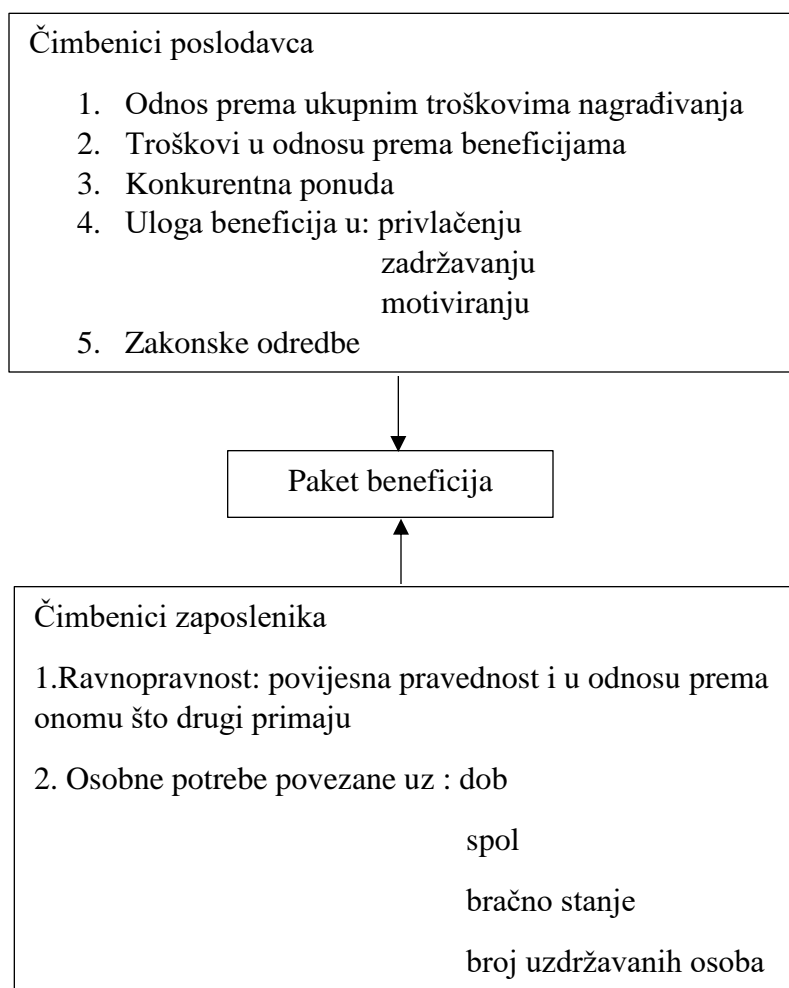 Čimbenici poslodavca
1. Odnos prema ukupnim troškovima nagrađivanja
2. Troškovi u odnosu prema beneficijama
3. Konkurentna ponuda
4. Uloga beneficija u: privlačenju
zadržavanju
motiviranju
5. Zakonske odredbe
Paket beneficija
Čimbenici zaposlenika
1.Ravnopravnost: povijesna pravednost i u odnosu prema
onomu što drugi primaju
2. Osobne potrebe povezane uz : dob
spol
bračno stanje
broj uzdržavanih osoba